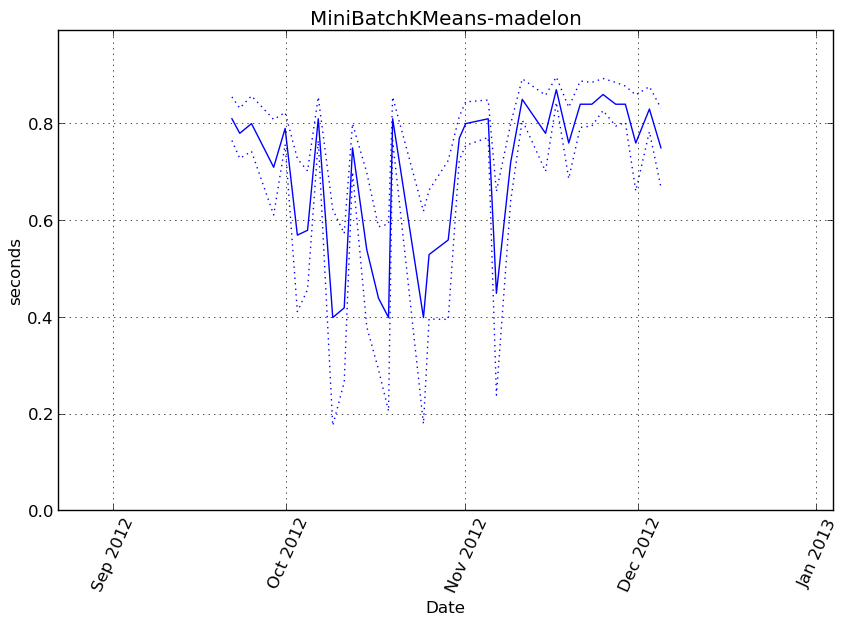 MiniBatchKMeans-madelon
0.8
0.6
0.4
0.2
0.0
seconds
Sep 2012
Oct 2012
Nov 2012
Dec 2012
Jan 2013
Date